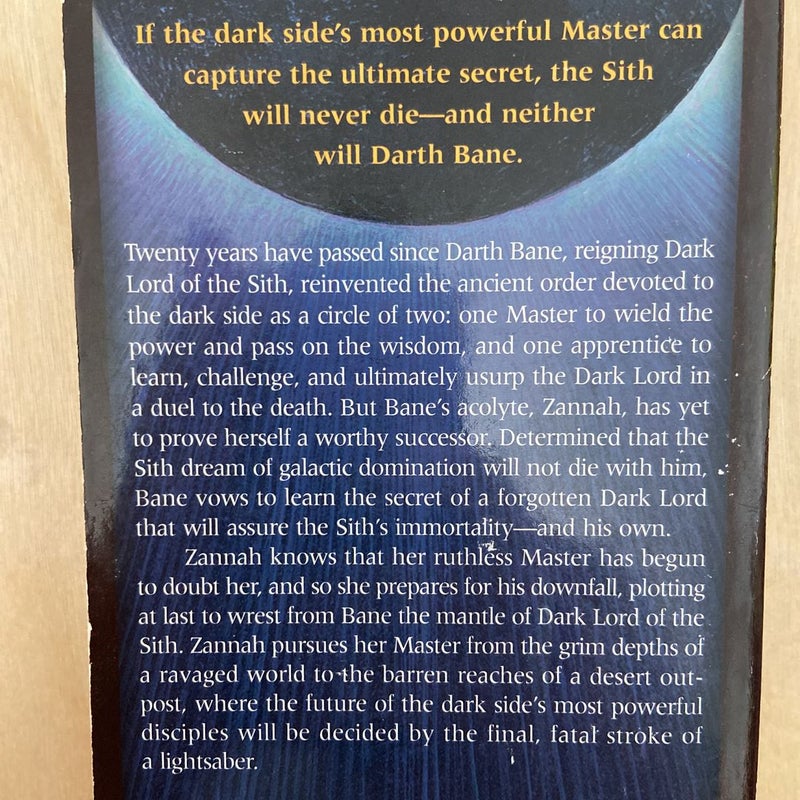 If the dark side's most powerful Master can
capture the ultimate secret, the Sith
will never die—and neither
will Darth Bane.
Twenty years have passed since Darth Bane, reigning Dark
Lord of the Sith, reinvented the ancient order devoted to
the dark side as a circle of two: one Master to wield the
power and pass on the wisdom, and one apprentice to
learn, challenge, and ultimately usurp the Dark Lord in
a duel to the death. But Bane's acolyte, Zannah, has yet
to prove herself a worthy successor. Determined that the
Sith dream of galactic domination will not die with him,
Bane vows to learn the secret of a forgotten Dark Lord
that will assure the Sith's immortality—and his own.
Zannah knows that her ruthless Master has begun
to doubt her, and so she prepares for his downfall, plotting
at last to wrest from Bane the mantle of Dark Lord of the
Sith. Zannah pursues her Master from the grim depths of
a ravaged world to the barren reaches of a desert out-
post, where the future of the dark side's most powerful
disciples will be decided by the final, fatal stroke of
a lightsaber.